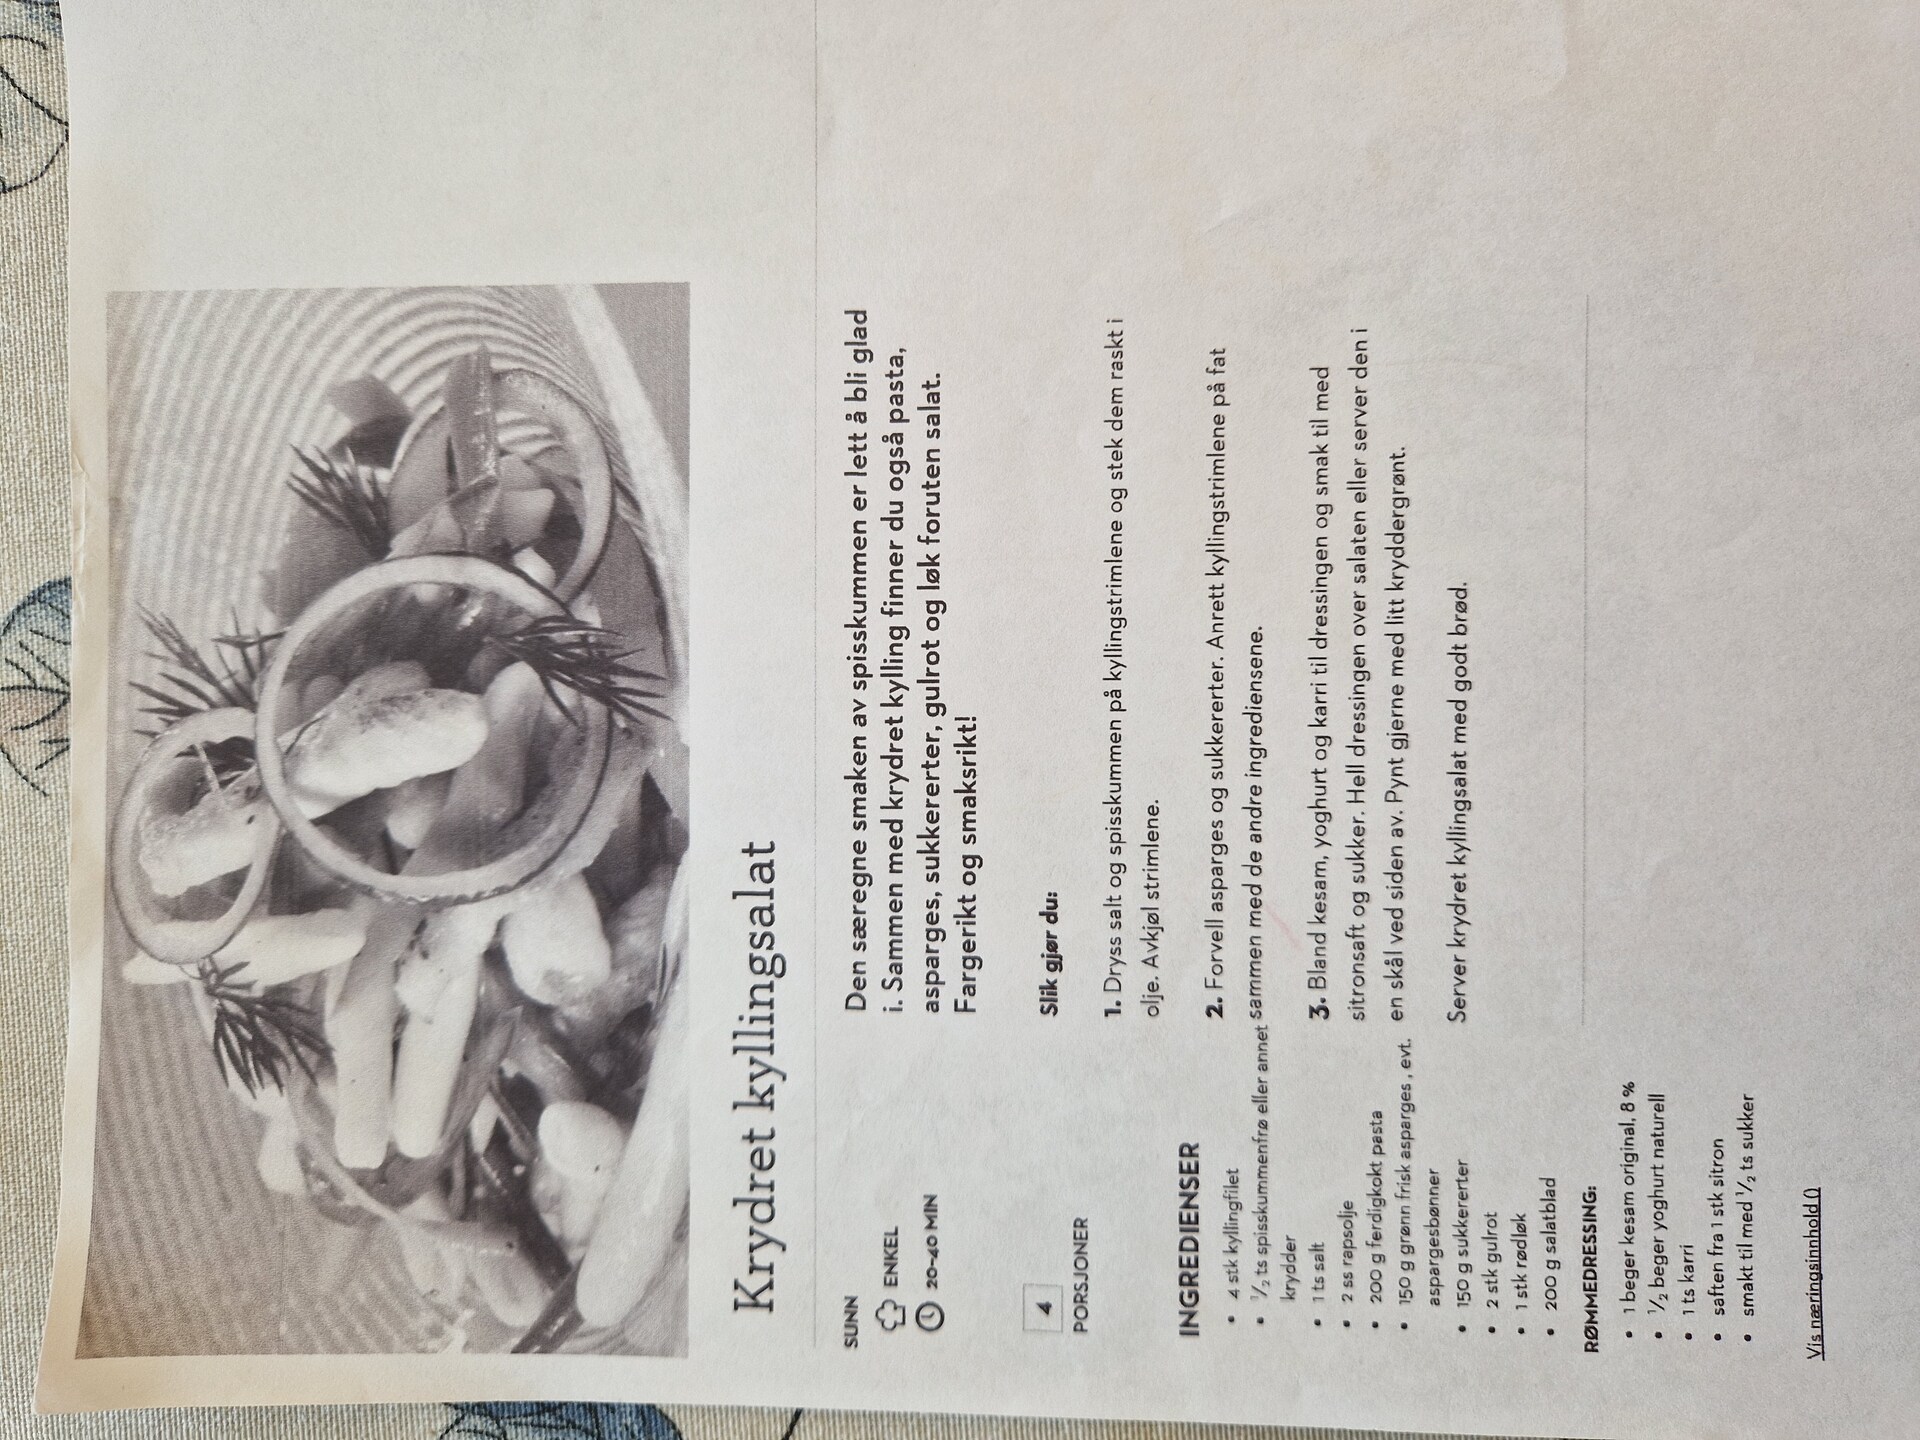 Krydret kyllingsalat
SUNN
ENKEL
20-40 MIN
4
PORSJONER
INGREDIENSER
• 4 stk kyllingfilet
• ½ ts spisskummenfrø eller annet
krydder
• 1 ts salt
• 2 ss rapsolje
• 200 g ferdigkokt pasta
• 150 g grønn frisk asparges , evt.
aspargesbønner
• 150 g sukkererter
• 2 stk gulrot
• 1 stk rødløk
• 200 g salatblad
RØMMEDRESSING:
• 1 beger kesam original, 8 %
• ½ beger yoghurt naturell
• 1 ts karri
• saften fra 1 stk sitron
• smakt til med ½ ts sukker
Vis næringsinnhold ()
Den særegne smaken av spisskummen er lett å bli glad
i. Sammen med krydret kylling finner du også pasta,
asparges, sukkererter, gulrot og løk foruten salat.
Fargerikt og smaksrikt!
Slik gjør du:
1. Dryss salt og spisskummen på kyllingstrimlene og stek dem raskt i
olje. Avkjøl strimlene.
2. Forvell asparges og sukkererter. Anrett kyllingstrimlene på fat
sammen med de andre ingrediensene.
3. Bland kesam, yoghurt og karri til dressingen og smak til med
sitronsaft og sukker. Hell dressingen over salaten eller server den i
en skål ved siden av. Pynt gjerne med litt kryddergrønt.
Server krydret kyllingsalat med godt brød.